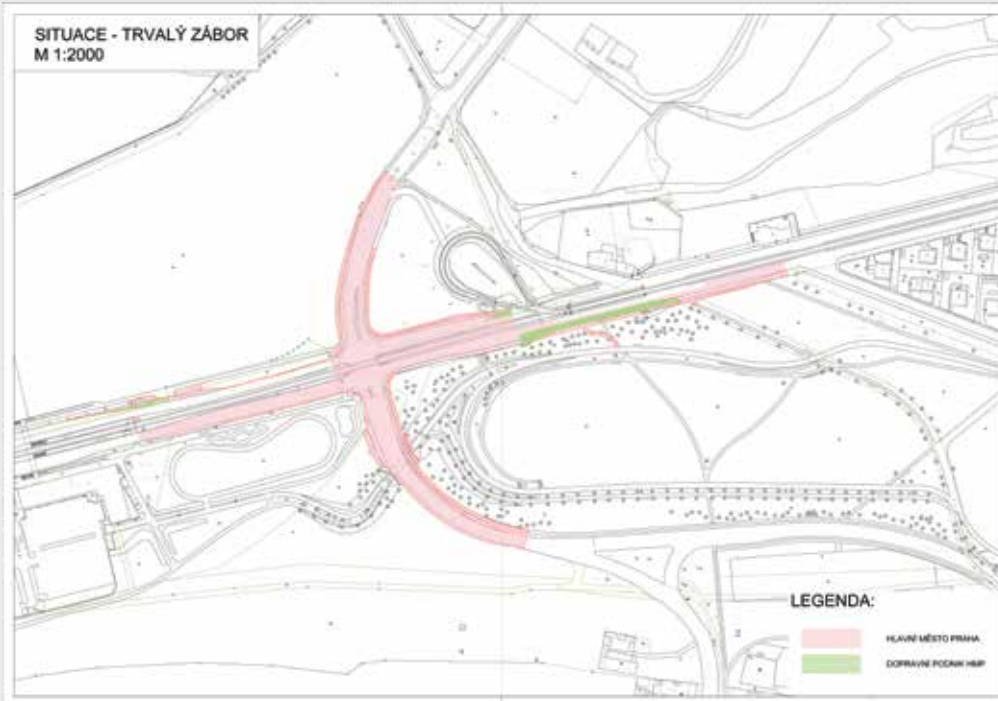 SITUACE - TRVALÝ ZÁBOR
M 1:2000
LEGENDA:
HLAVNÍ MĚSTO PRAHA
DOPRAVNÍ PODNIK HMP